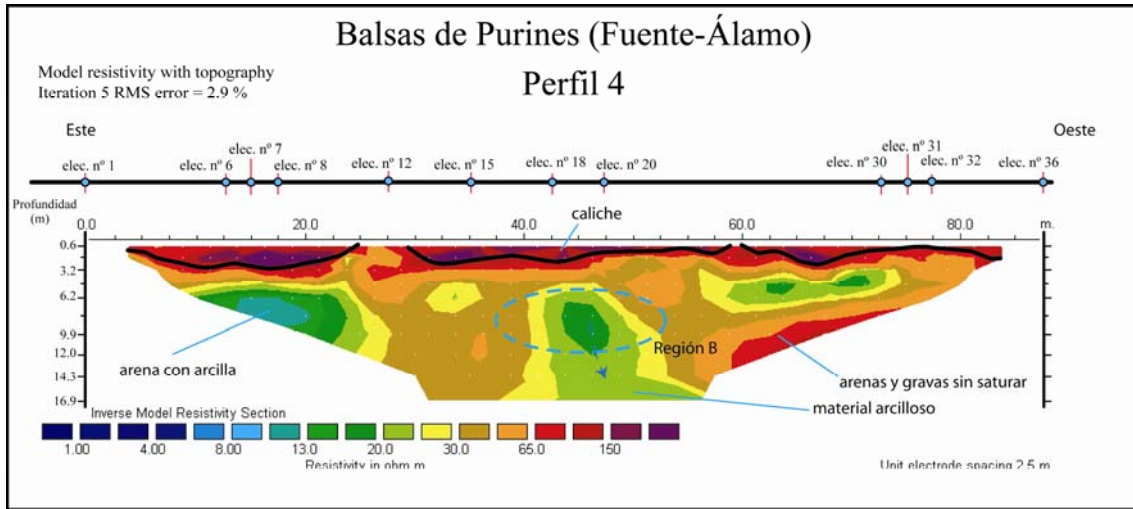 Balsas de Purines (Fuente-Álamo)
Model resistivity with topography
Perfil 4
Iteration 5 RMS error = 2.9 %
Este
Oeste
elec. nº 1
elec. nº 6
elec. nº 7
elec. nº 8
elec. nº 12
elec. nº 15
elec. nº 18
elec. nº 20
elec. nº 30
elec. nº 31
elec. nº 32
elec. nº 36
Profundidad
(m)
0.0 20.0 40.0 60.0 80.0 m.
caliche
0.6
3.2
6.2
9.9
12.0
14.3
16.9
Región B
arena con arcilla
arenas y gravas sin saturar
material arcilloso
Inverse Model Resistivity Section
1.00 4.00 8.00 13.0 20.0 30.0 65.0 150
Resistivity in ohm m
Unit electrode spacing 2.5 m